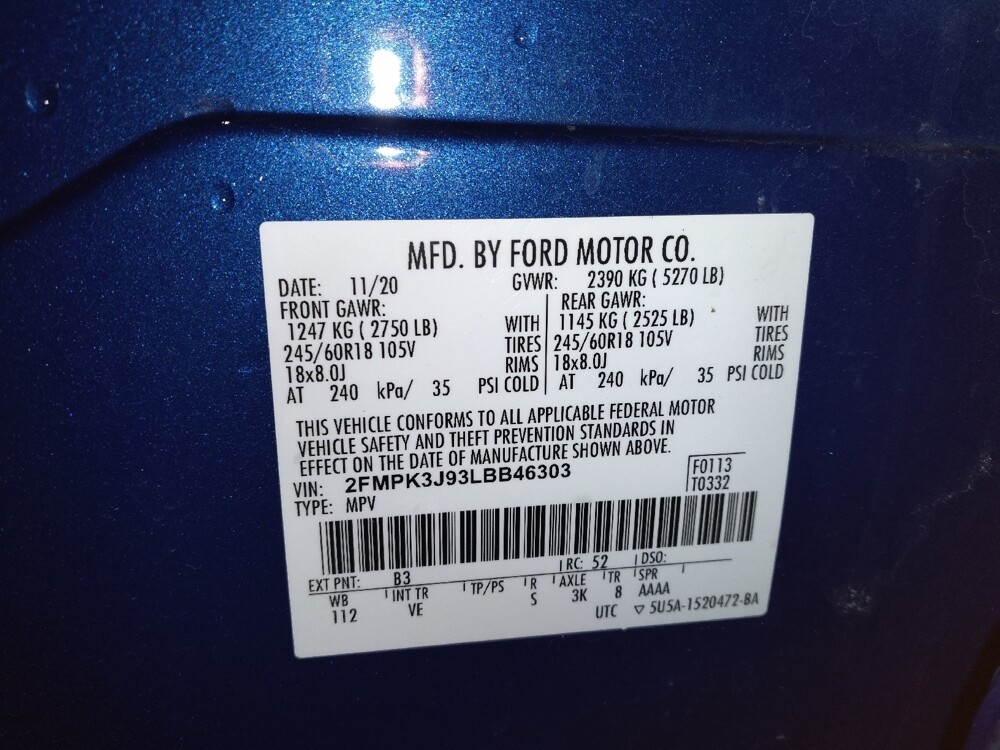 MFD. BY FORD MOTOR CO.
DATE: 11/20 GVWR: 2390 KG ( 5270 LB)
FRONT GAWR: REAR GAWR:
1247 KG ( 2750 LB) WITH 1145 KG ( 2525 LB) WITH
245/60R18 105V TIRES 245/60R18 105V TIRES
18x8.0J RIMS 18x8.0J RIMS
AT 240 kPa/ 35 PSI COLD AT 240 kPa/ 35 PSI COLD
THIS VEHICLE CONFORMS TO ALL APPLICABLE FEDERAL MOTOR
VEHICLE SAFETY AND THEFT PREVENTION STANDARDS IN
EFFECT ON THE DATE OF MANUFACTURE SHOWN ABOVE.
VIN: 2FMPK3J93LBB46303 F0113
TYPE: MPV T0332
EXT PNT: B3 RC: 52 DSO:
WB INT TR TP/PS R AXLE TR SPR
112 VE S 3K 8 AAAA
UTC ▽ 5U5A-1520472-BA